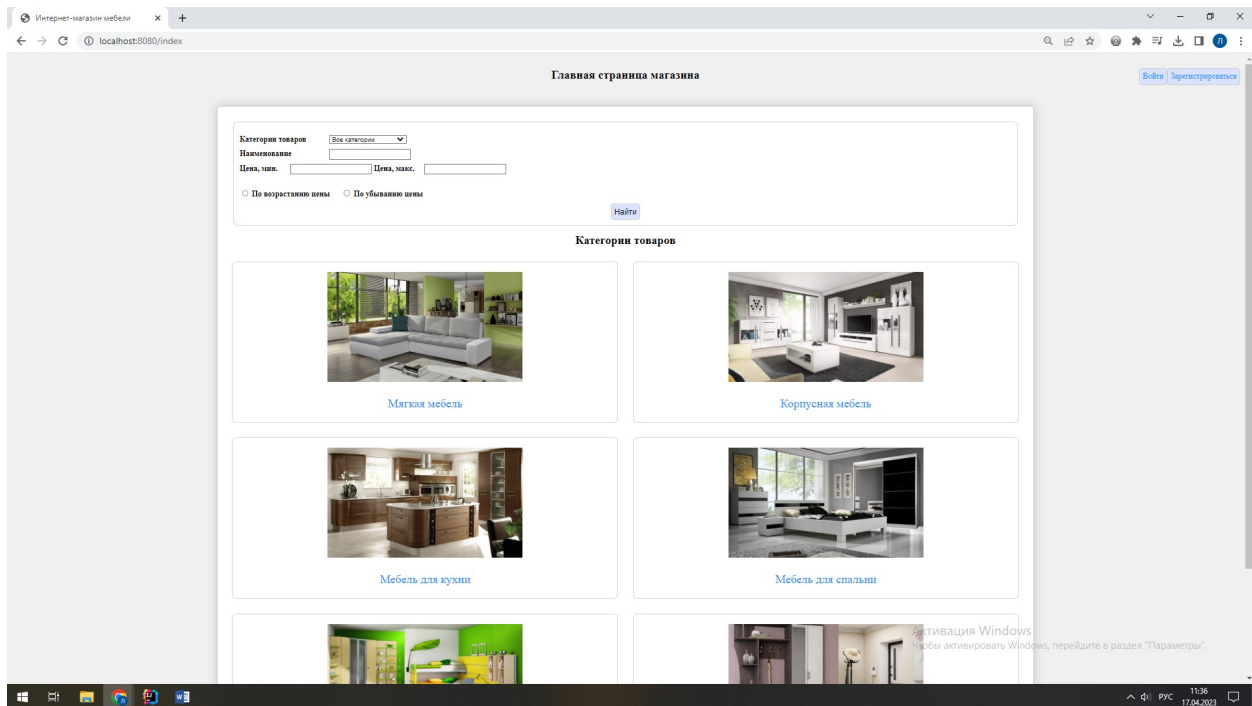 Интернет-магазин мебели
localhost:8080/index
Л
Главная страница магазина
Войти Зарегистрироваться
Категория товаров Все категории
Наименование
Цена, мин. Цена, макс.
По возрастанию цены По убыванию цены
Найти
Категории товаров
Мягкая мебель Корпусная мебель
Мебель для кухни Мебель для спальни
Активация Windows
Чтобы активировать Windows, перейдите в раздел "Параметры".
РУС 11:36
17.04.2023